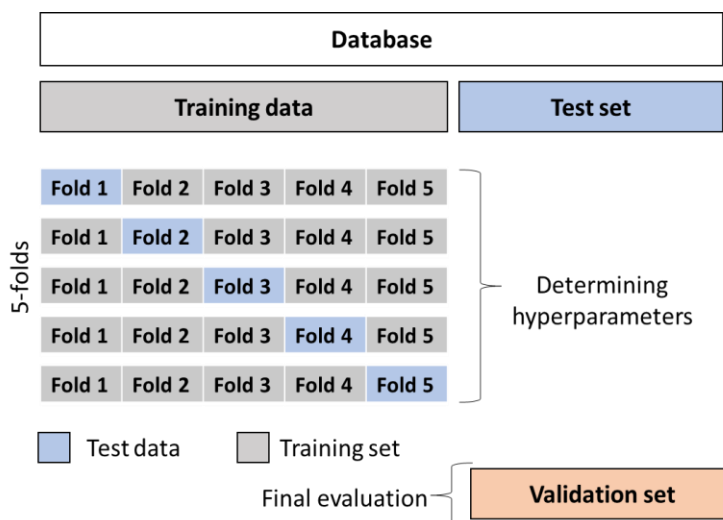 Database
Training data Test set
Fold 1 Fold 2 Fold 3 Fold 4 Fold 5
Fold 1 Fold 2 Fold 3 Fold 4 Fold 5
Fold 1 Fold 2 Fold 3 Fold 4 Fold 5
Fold 1 Fold 2 Fold 3 Fold 4 Fold 5
Fold 1 Fold 2 Fold 3 Fold 4 Fold 5
5-folds
Determining
hyperparameters
Test data Training set
Final evaluation Validation set